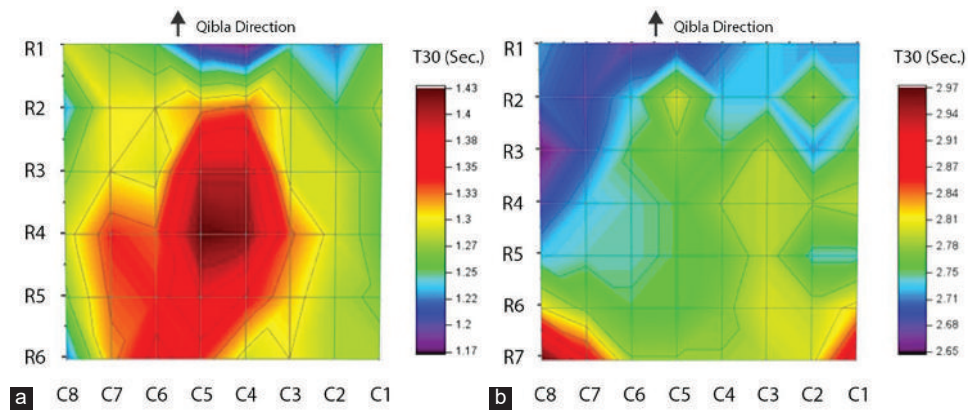 Qibla Direction
T30 (Sec.)
R1
R2
R3
R4
R5
R6
1.43
1.4
1.38
1.35
1.33
1.3
1.27
1.25
1.22
1.2
1.17
a C8 C7 C6 C5 C4 C3 C2 C1
Qibla Direction
T30 (Sec.)
R1
R2
R3
R4
R5
R6
R7
2.97
2.94
2.91
2.87
2.84
2.81
2.78
2.75
2.71
2.68
2.65
b C8 C7 C6 C5 C4 C3 C2 C1